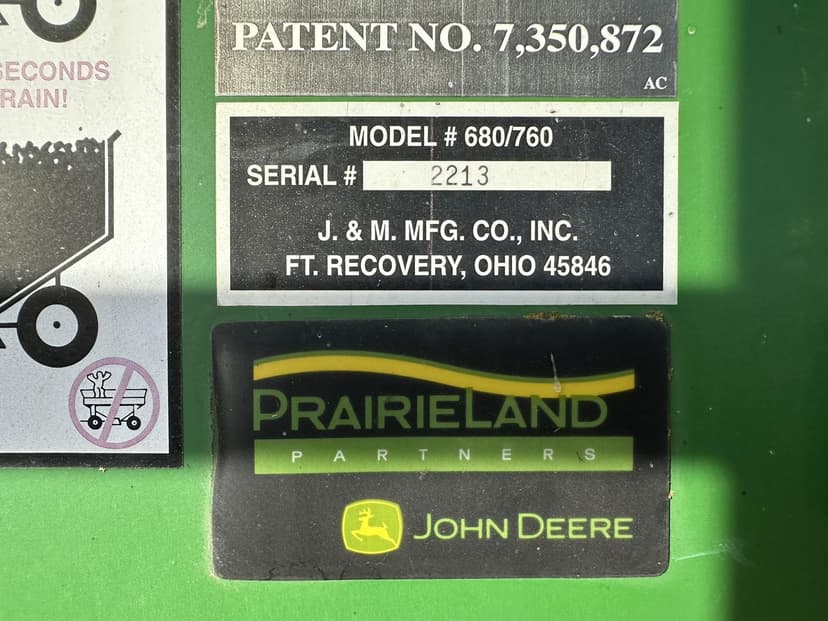 SECONDS
RAIN!
PATENT NO. 7,350,872
AC
MODEL # 680/760
SERIAL # 2213
J. & M. MFG. CO., INC.
FT. RECOVERY, OHIO 45846
PRAIRIELAND
PARTNERS
JOHN DEERE